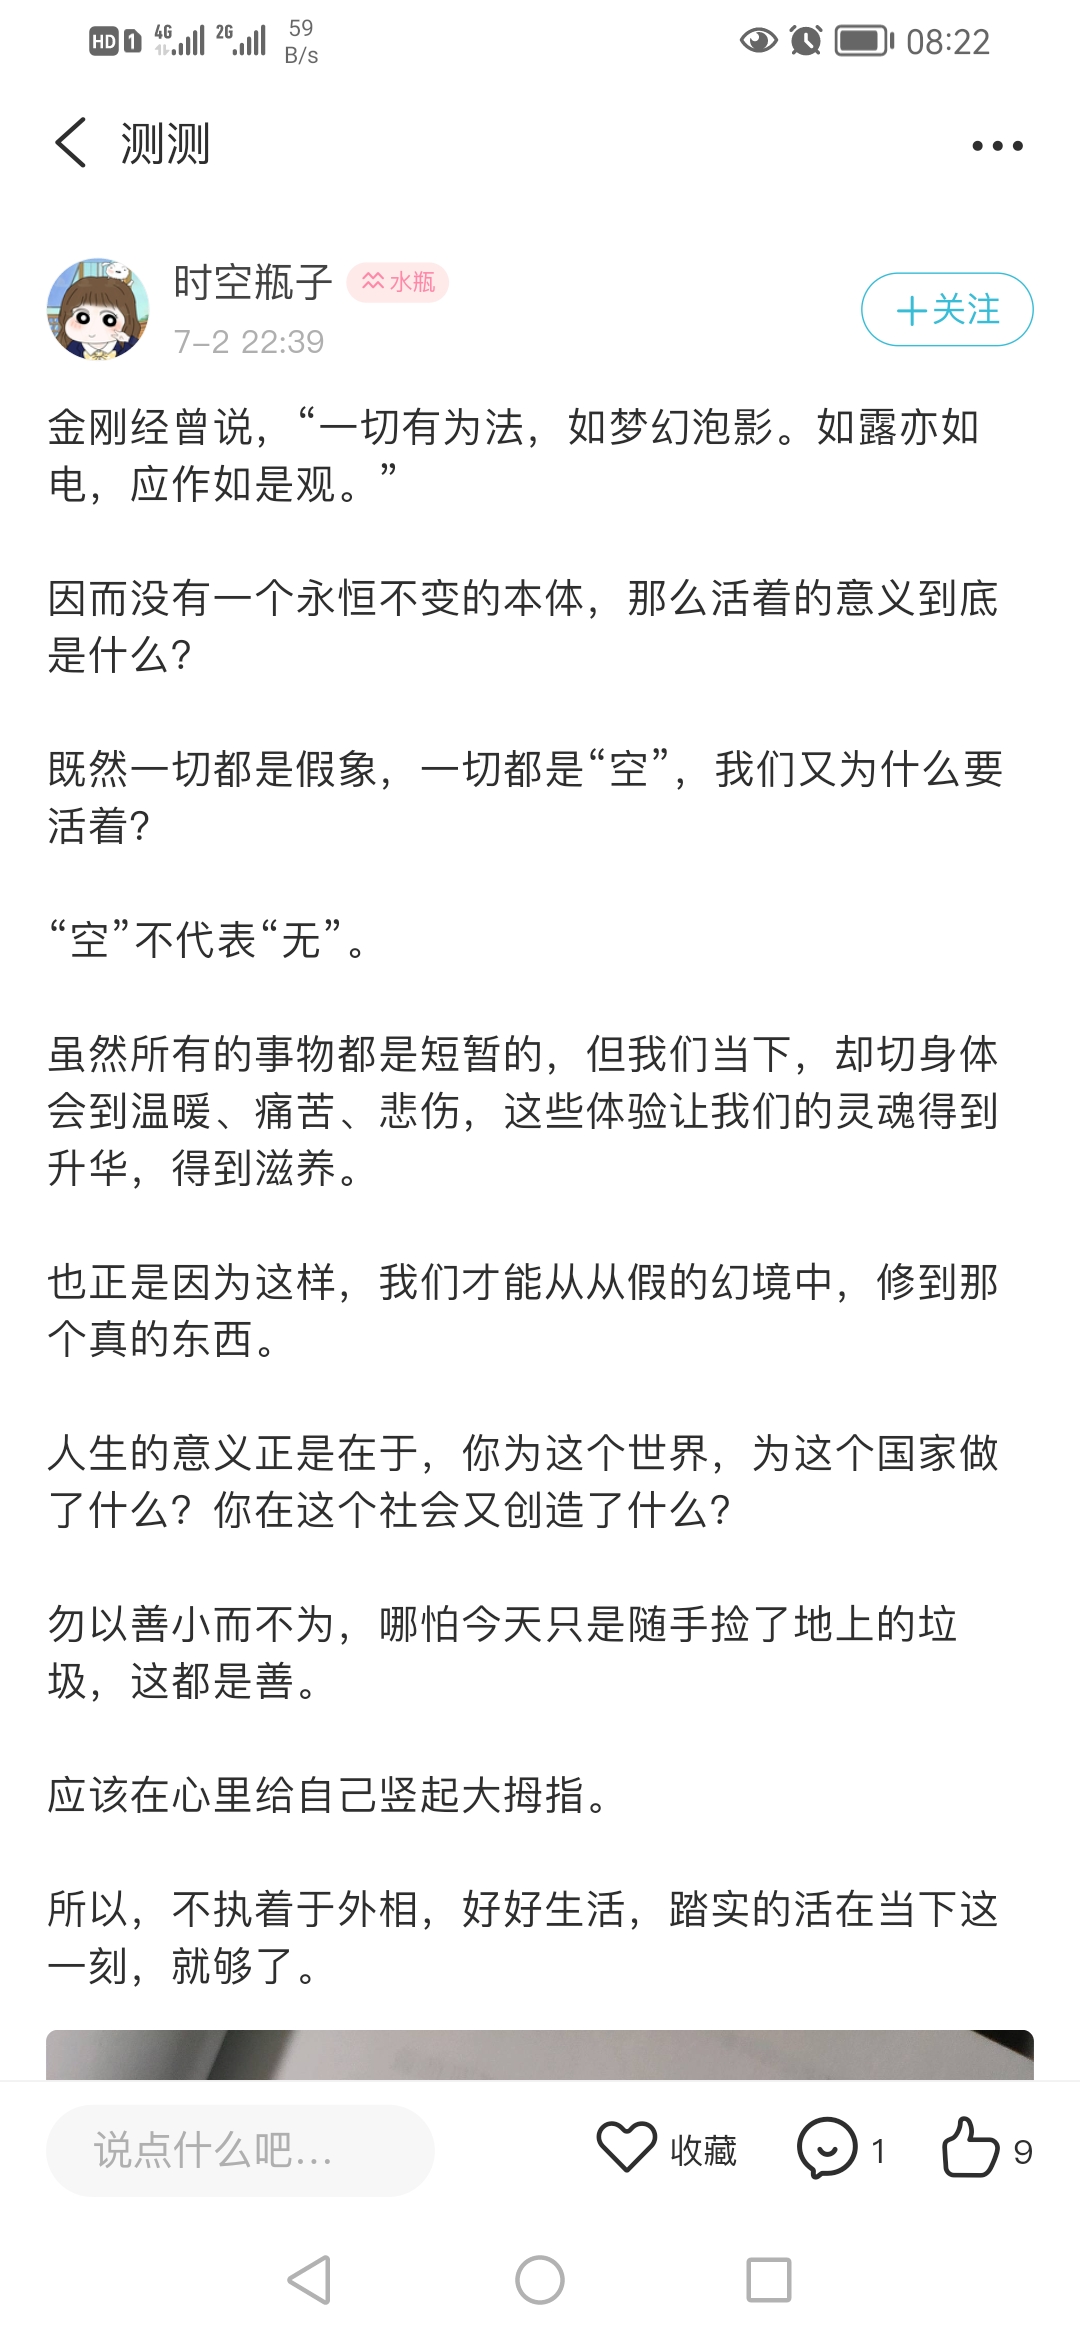 HD 1 4G 2G 59 B/s 08:22
测测
时空瓶子 水瓶
7-2 22:39
+关注
金刚经曾说，“一切有为法，如梦幻泡影。如露亦如
电，应作如是观。”
因而没有一个永恒不变的本体，那么活着的意义到底
是什么？
既然一切都是假象，一切都是“空”，我们又为什么要
活着？
“空”不代表“无”。
虽然所有的事物都是短暂的，但我们当下，却切身体
会到温暖、痛苦、悲伤，这些体验让我们的灵魂得到
升华，得到滋养。
也正是因为这样，我们才能从从假的幻境中，修到那
个真的东西。
人生的意义正是在于，你为这个世界，为这个国家做
了什么？你在这个社会又创造了什么？
勿以善小而不为，哪怕今天只是随手捡了地上的垃
圾，这都是善。
应该在心里给自己竖起大拇指。
所以，不执着于外相，好好生活，踏实的活在当下这
一刻，就够了。
说点什么吧... 收藏 1 9